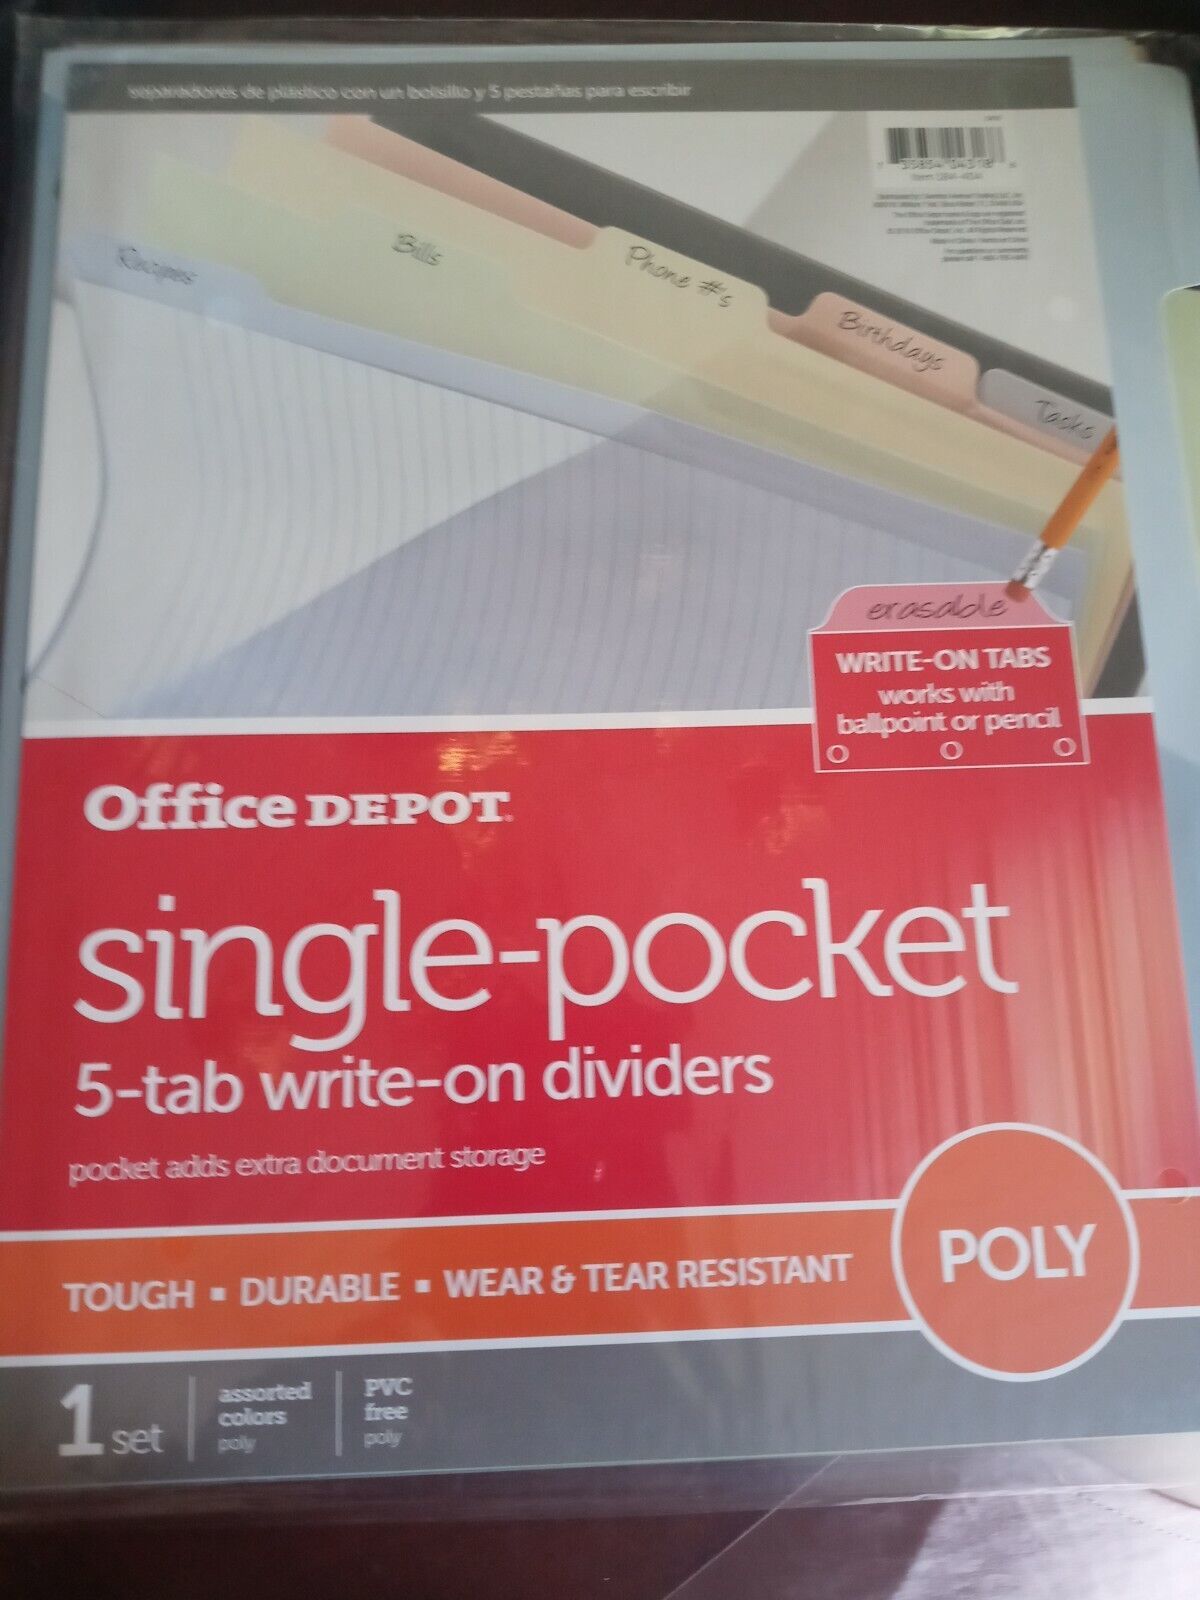 separadores de plástico con un bolsillo y 5 pestañas para escribir
Recipes
Bills
Phone #'s
Birthdays
Tasks
erasable
WRITE-ON TABS
works with
ballpoint or pencil
Office DEPOT
single-pocket
5-tab write-on dividers
pocket adds extra document storage
TOUGH ▪ DURABLE ▪ WEAR & TEAR RESISTANT
POLY
1 set
assorted
colors
poly
PVC
free
poly